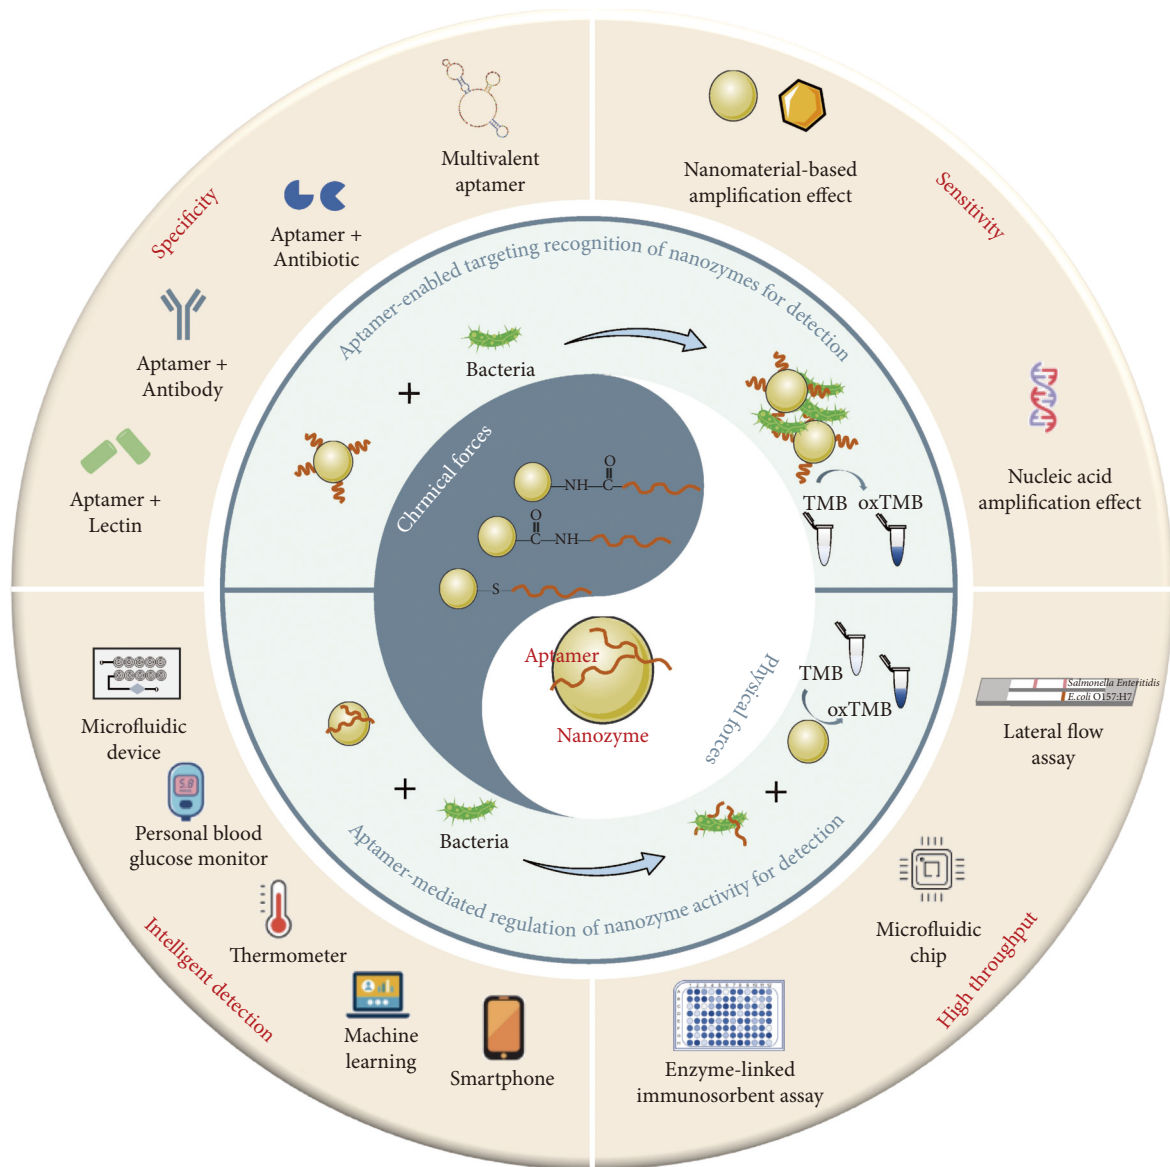 Multivalent
aptamer
Aptamer +
Antibiotic
Specificity
Aptamer +
Antibody
Aptamer +
Lectin
Nanomaterial-based
amplification effect
Sensitivity
Nucleic acid
amplification effect
Aptamer-enabled targeting recognition of nanozymes for detection
Bacteria
+
TMB
oxTMB
Chrmical forces
O
NH
C
O
C
NH
S
Aptamer
Nanozyme
Physical forces
TMB
oxTMB
+
+
Bacteria
Aptamer-mediated regulation of nanozyme activity for detection
Microfluidic
device
5.8
Personal blood
glucose monitor
Thermometer
Intelligent detection
Machine
learning
Smartphone
Salmonella Enteritidis
E.coli O157:H7
Lateral flow
assay
Microfluidic
chip
High throughput
Enzyme-linked
immunosorbent assay